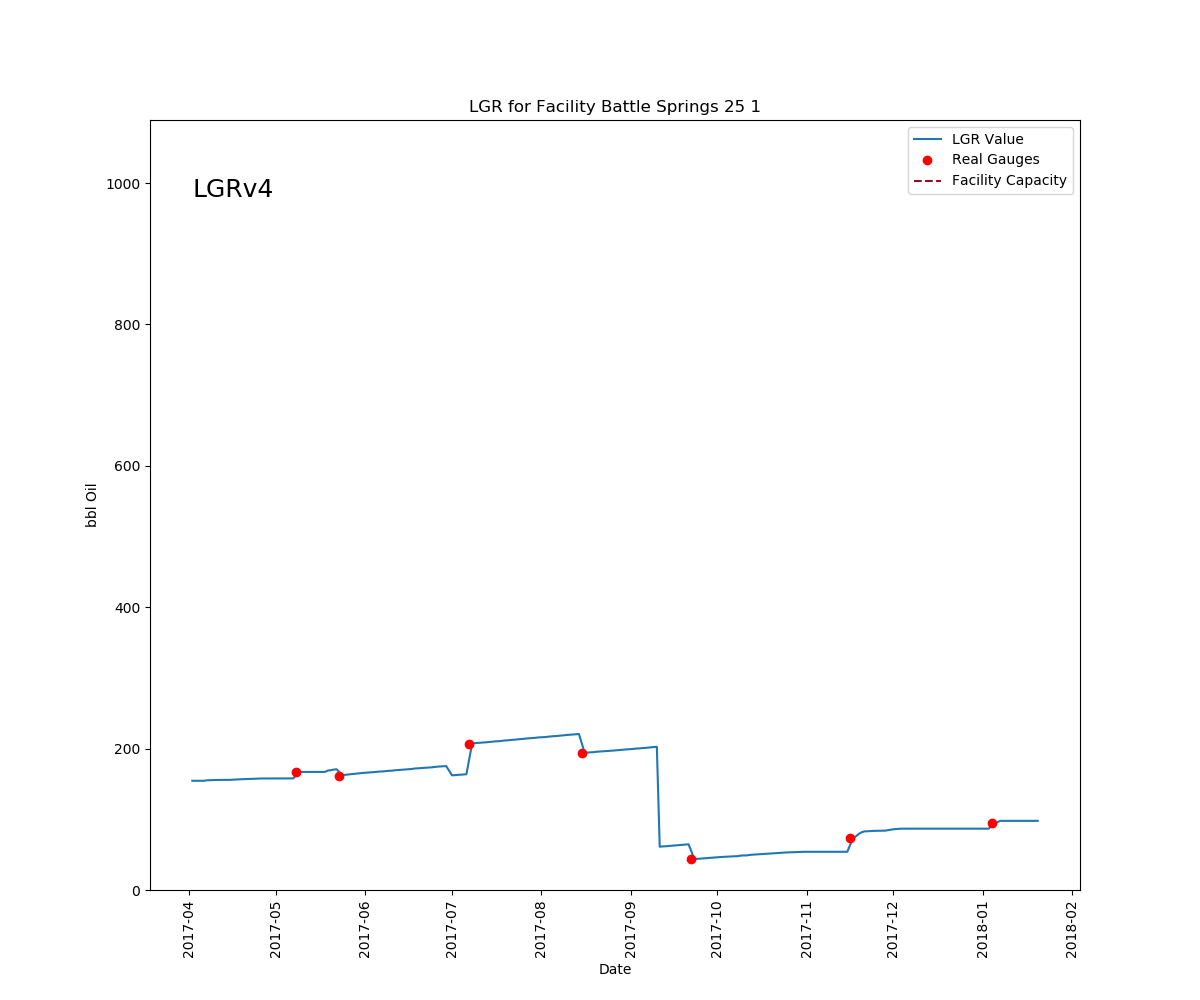 LGR for Facility Battle Springs 25 1
LGRv4
LGR Value
Real Gauges
Facility Capacity
bbl Oil
1000
800
600
400
200
0
2017-04
2017-05
2017-06
2017-07
2017-08
2017-09
2017-10
2017-11
2017-12
2018-01
2018-02
Date